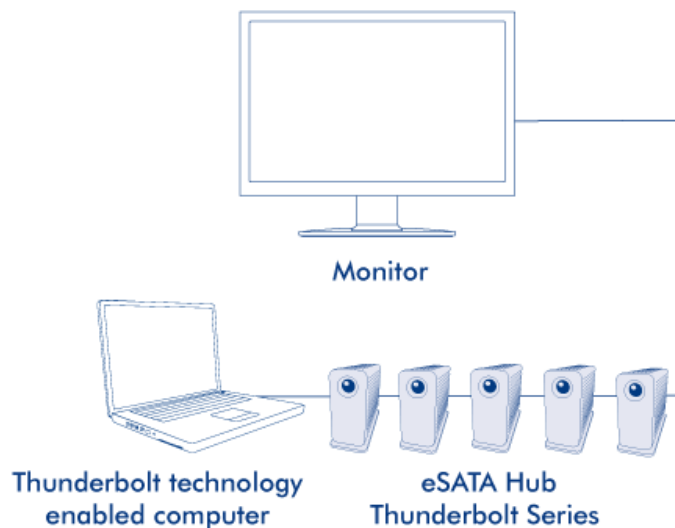 Monitor
Thunderbolt technology
enabled computer
eSATA Hub
Thunderbolt Series